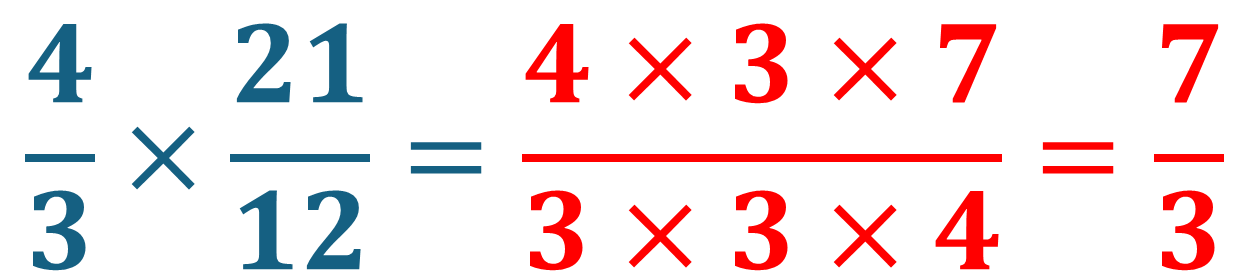 4/3 × 21/12 = (4 × 3 × 7)/(3 × 3 × 4) = 7/3